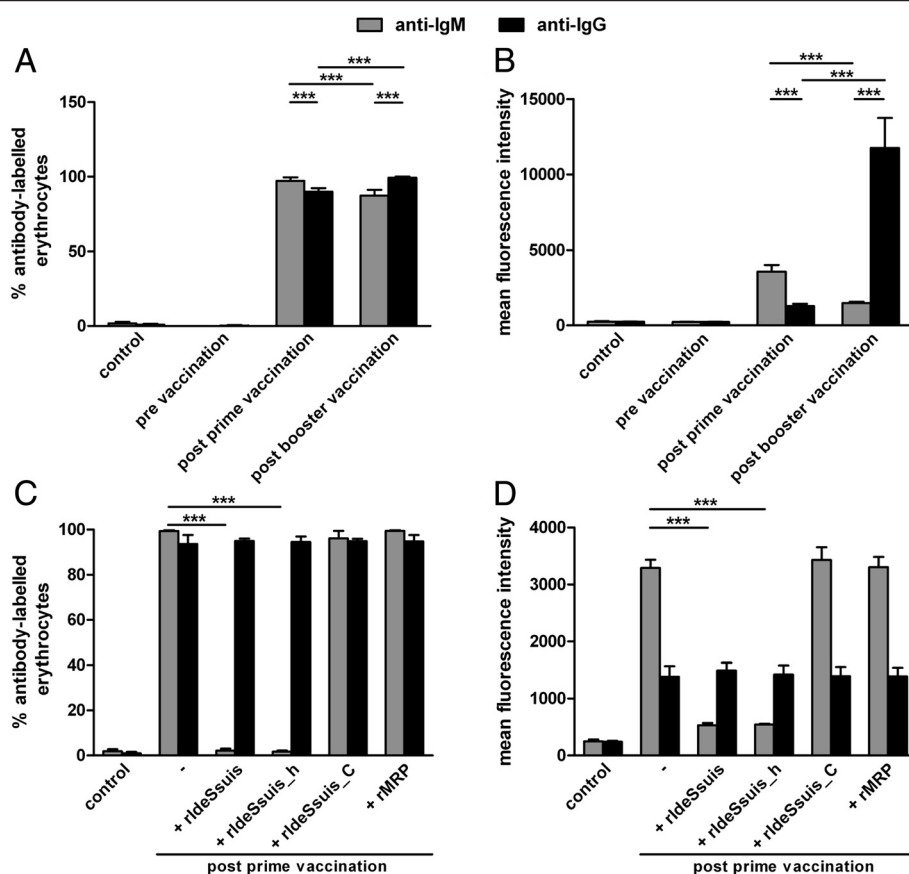 anti-IgM anti-IgG
A
*** 
***
*** ***
% antibody-labelled
erythrocytes
150
100
50
0
control
pre vaccination
post prime vaccination
post booster vaccination
B
***
***
*** ***
mean fluorescence intensity
15000
10000
5000
0
control
pre vaccination
post prime vaccination
post booster vaccination
C
***
***
% antibody-labelled
erythrocytes
100
80
60
40
20
0
control
-
+ rIdeSsuis
+ rIdeSsuis_h
+ rIdeSsuis_C
+ rMRP
post prime vaccination
D
***
***
mean fluorescence intensity
4000
3000
2000
1000
0
control
-
+ rIdeSsuis
+ rIdeSsuis_h
+ rIdeSsuis_C
+ rMRP
post prime vaccination